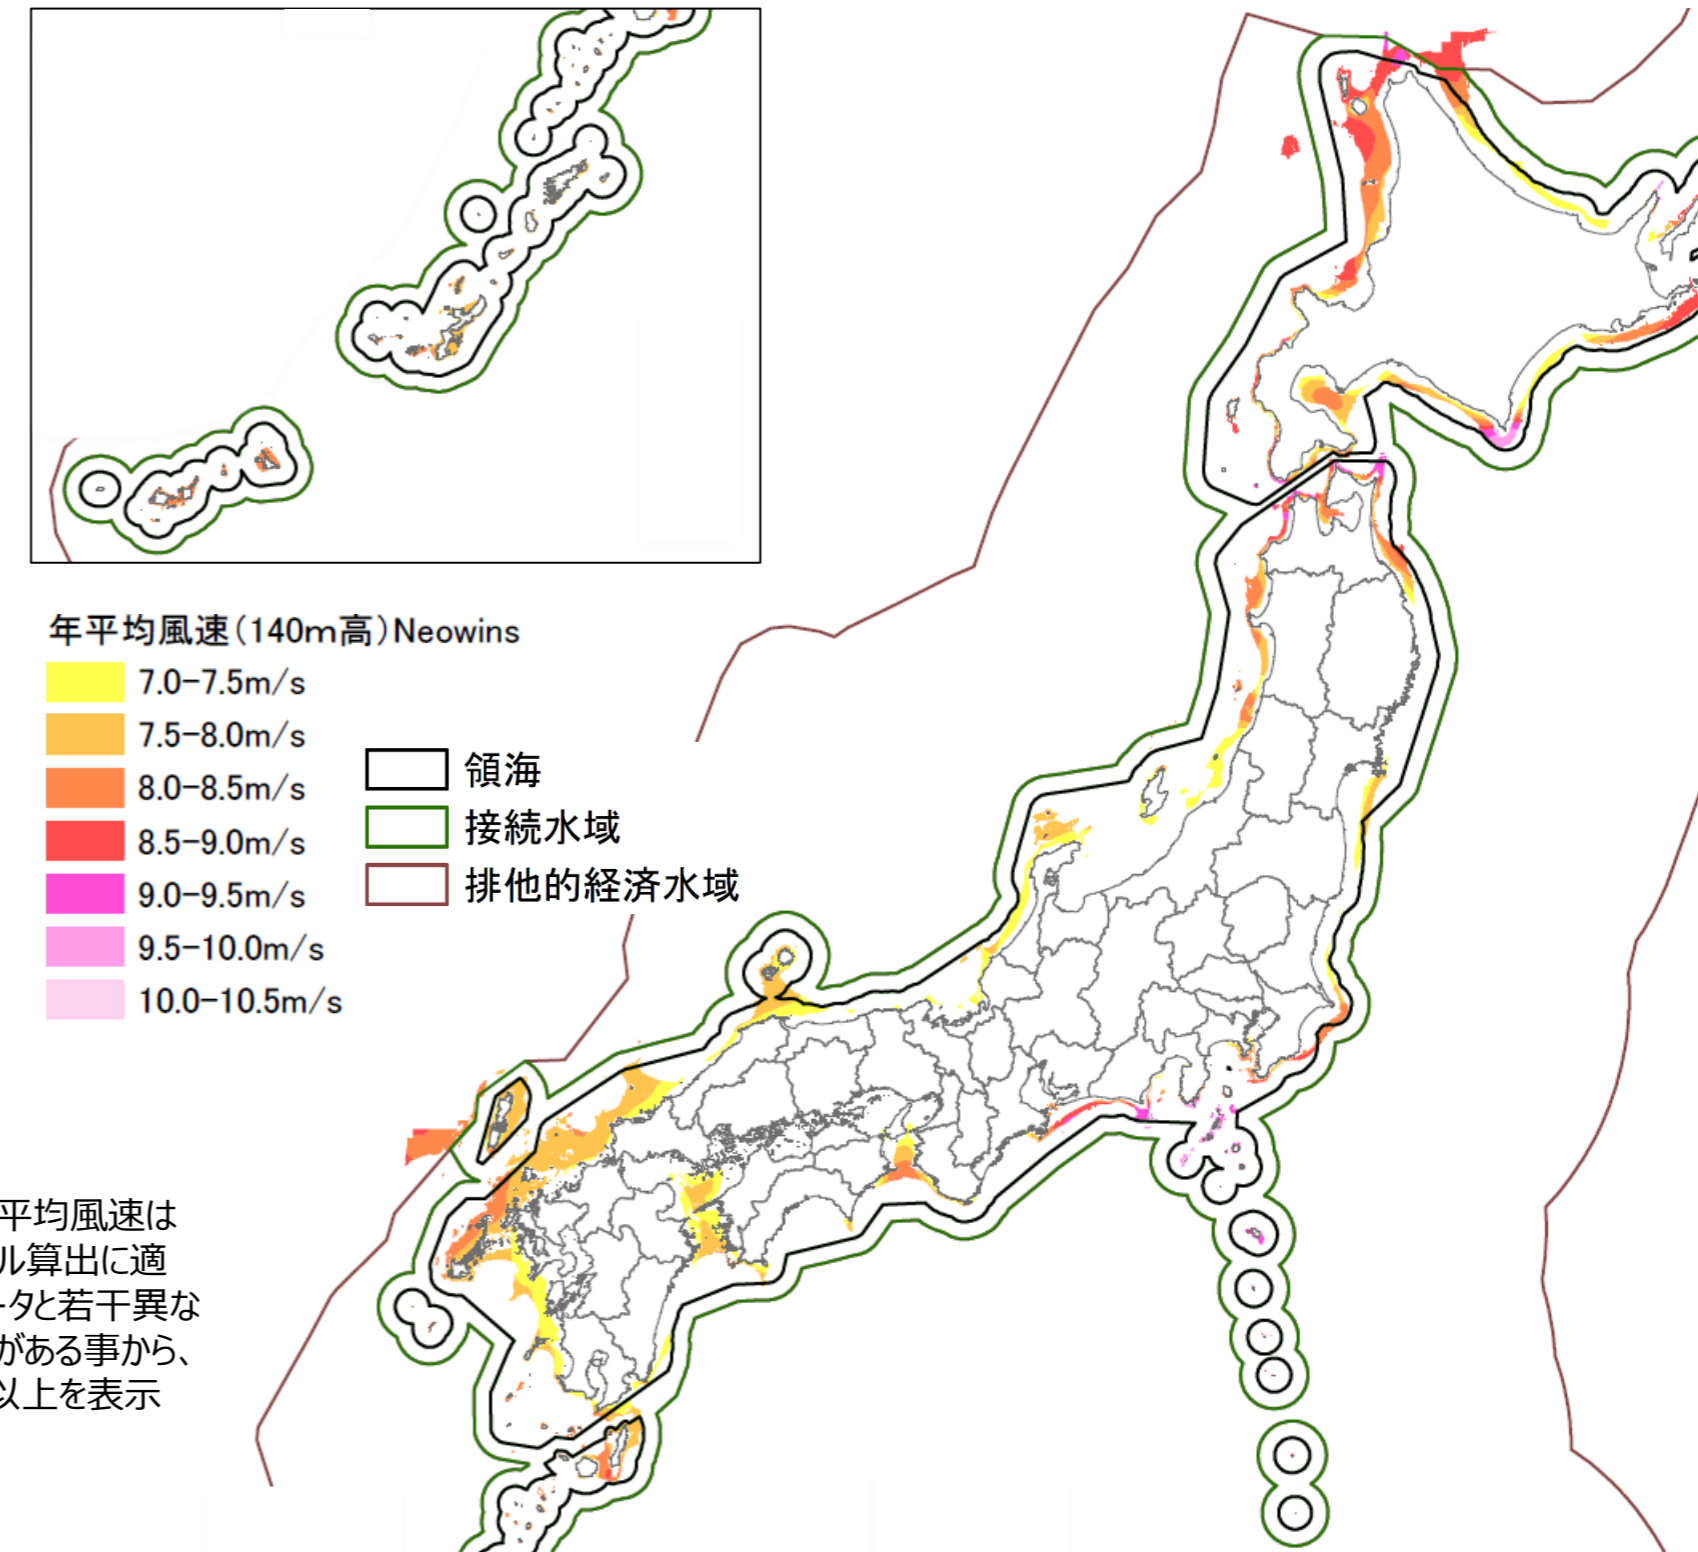 年平均風速(140m高)Neowins
7.0-7.5m/s
7.5-8.0m/s
8.0-8.5m/s
8.5-9.0m/s
9.0-9.5m/s
9.5-10.0m/s
10.0-10.5m/s
領海
接続水域
排他的経済水域
平均風速は
ル算出に適
ータと若干異な
がある事から、
以上を表示